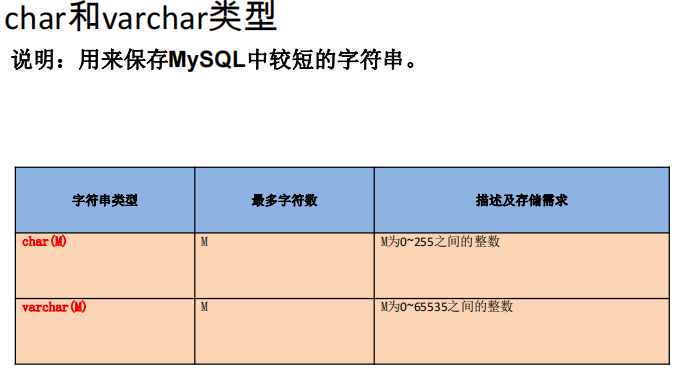 char和varchar类型
说明：用来保存MySQL中较短的字符串。
字符串类型 最多字符数 描述及存储需求
char(M) M M为0~255之间的整数
varchar(M) M M为0~65535之间的整数